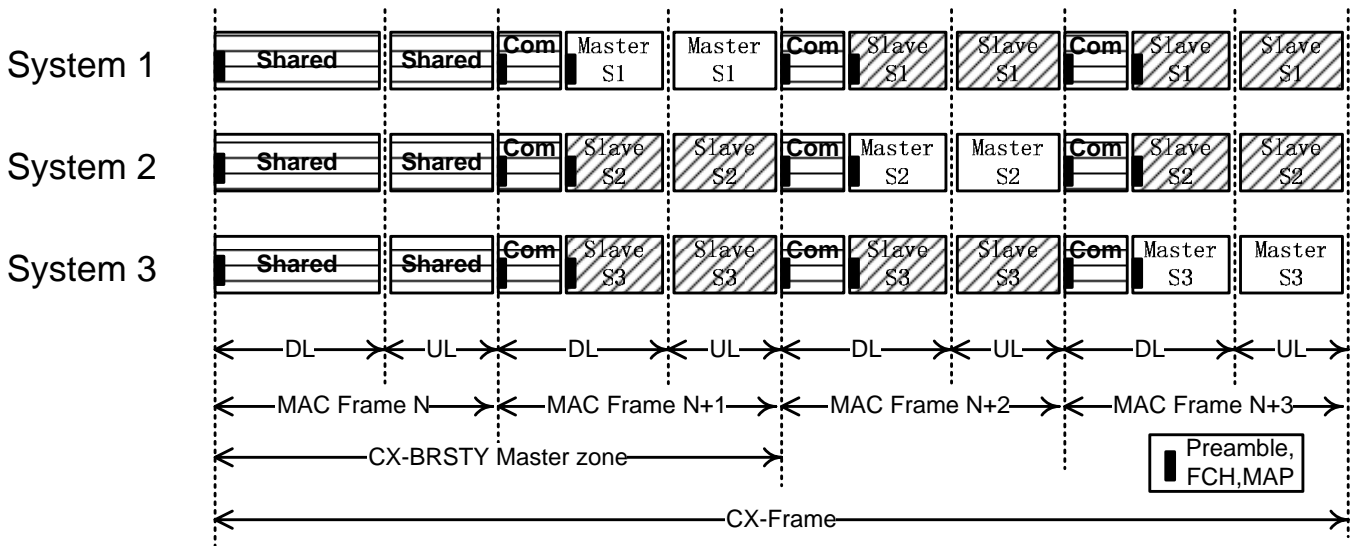 System 1
Shared
Shared
Com
Master
S1
Master
S1
Com
Slave
S1
Slave
S1
Com
Slave
S1
Slave
S1
System 2
Shared
Shared
Com
Slave
S2
Slave
S2
Com
Master
S2
Master
S2
Com
Slave
S2
Slave
S2
System 3
Shared
Shared
Com
Slave
S3
Slave
S3
Com
Slave
S3
Slave
S3
Com
Master
S3
Master
S3
DL
UL
DL
UL
DL
UL
DL
UL
MAC Frame N
MAC Frame N+1
MAC Frame N+2
MAC Frame N+3
CX-BRSTY Master zone
Preamble,
FCH,MAP
CX-Frame